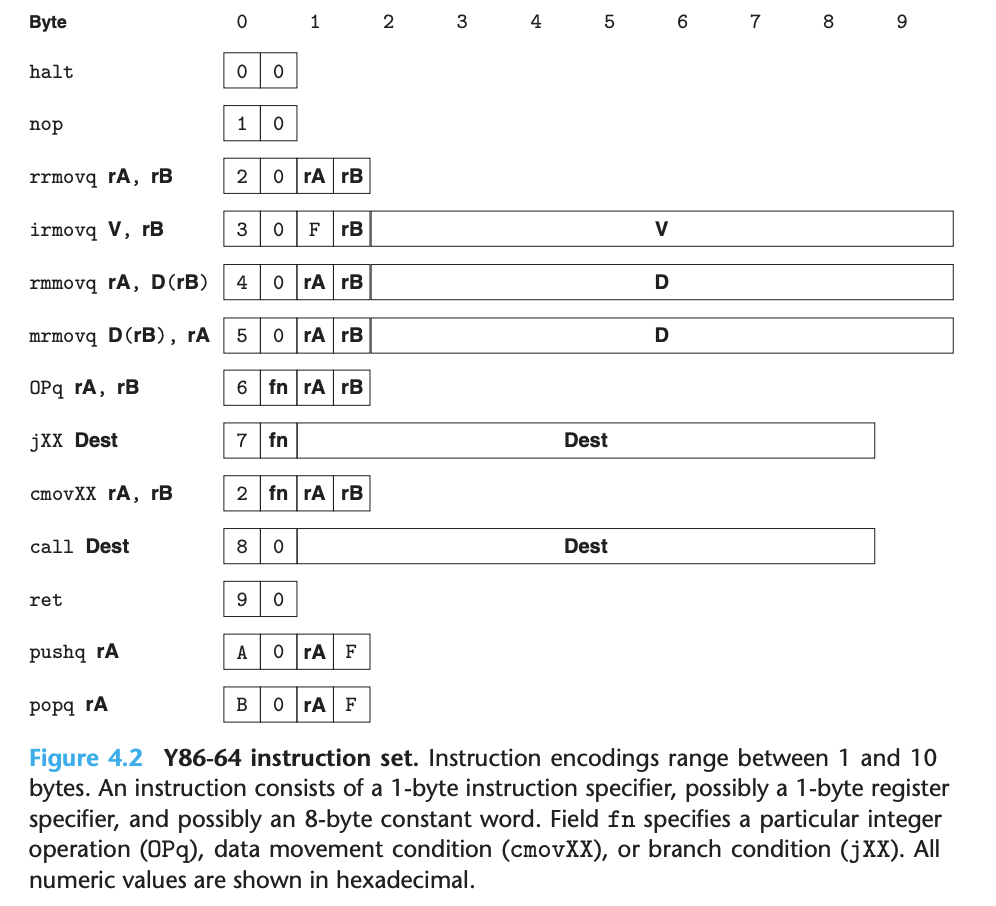 Byte 0 1 2 3 4 5 6 7 8 9
halt 0 0
nop 1 0
rrmovq rA, rB 2 0 rA rB
irmovq V, rB 3 0 F rB V
rmmovq rA, D(rB) 4 0 rA rB D
mrmovq D(rB), rA 5 0 rA rB D
OPq rA, rB 6 fn rA rB
jXX Dest 7 fn Dest
cmovXX rA, rB 2 fn rA rB
call Dest 8 0 Dest
ret 9 0
pushq rA A 0 rA F
popq rA B 0 rA F
Figure 4.2 Y86-64 instruction set. Instruction encodings range between 1 and 10
bytes. An instruction consists of a 1-byte instruction specifier, possibly a 1-byte register
specifier, and possibly an 8-byte constant word. Field fn specifies a particular integer
operation (OPq), data movement condition (cmovXX), or branch condition (jXX). All
numeric values are shown in hexadecimal.